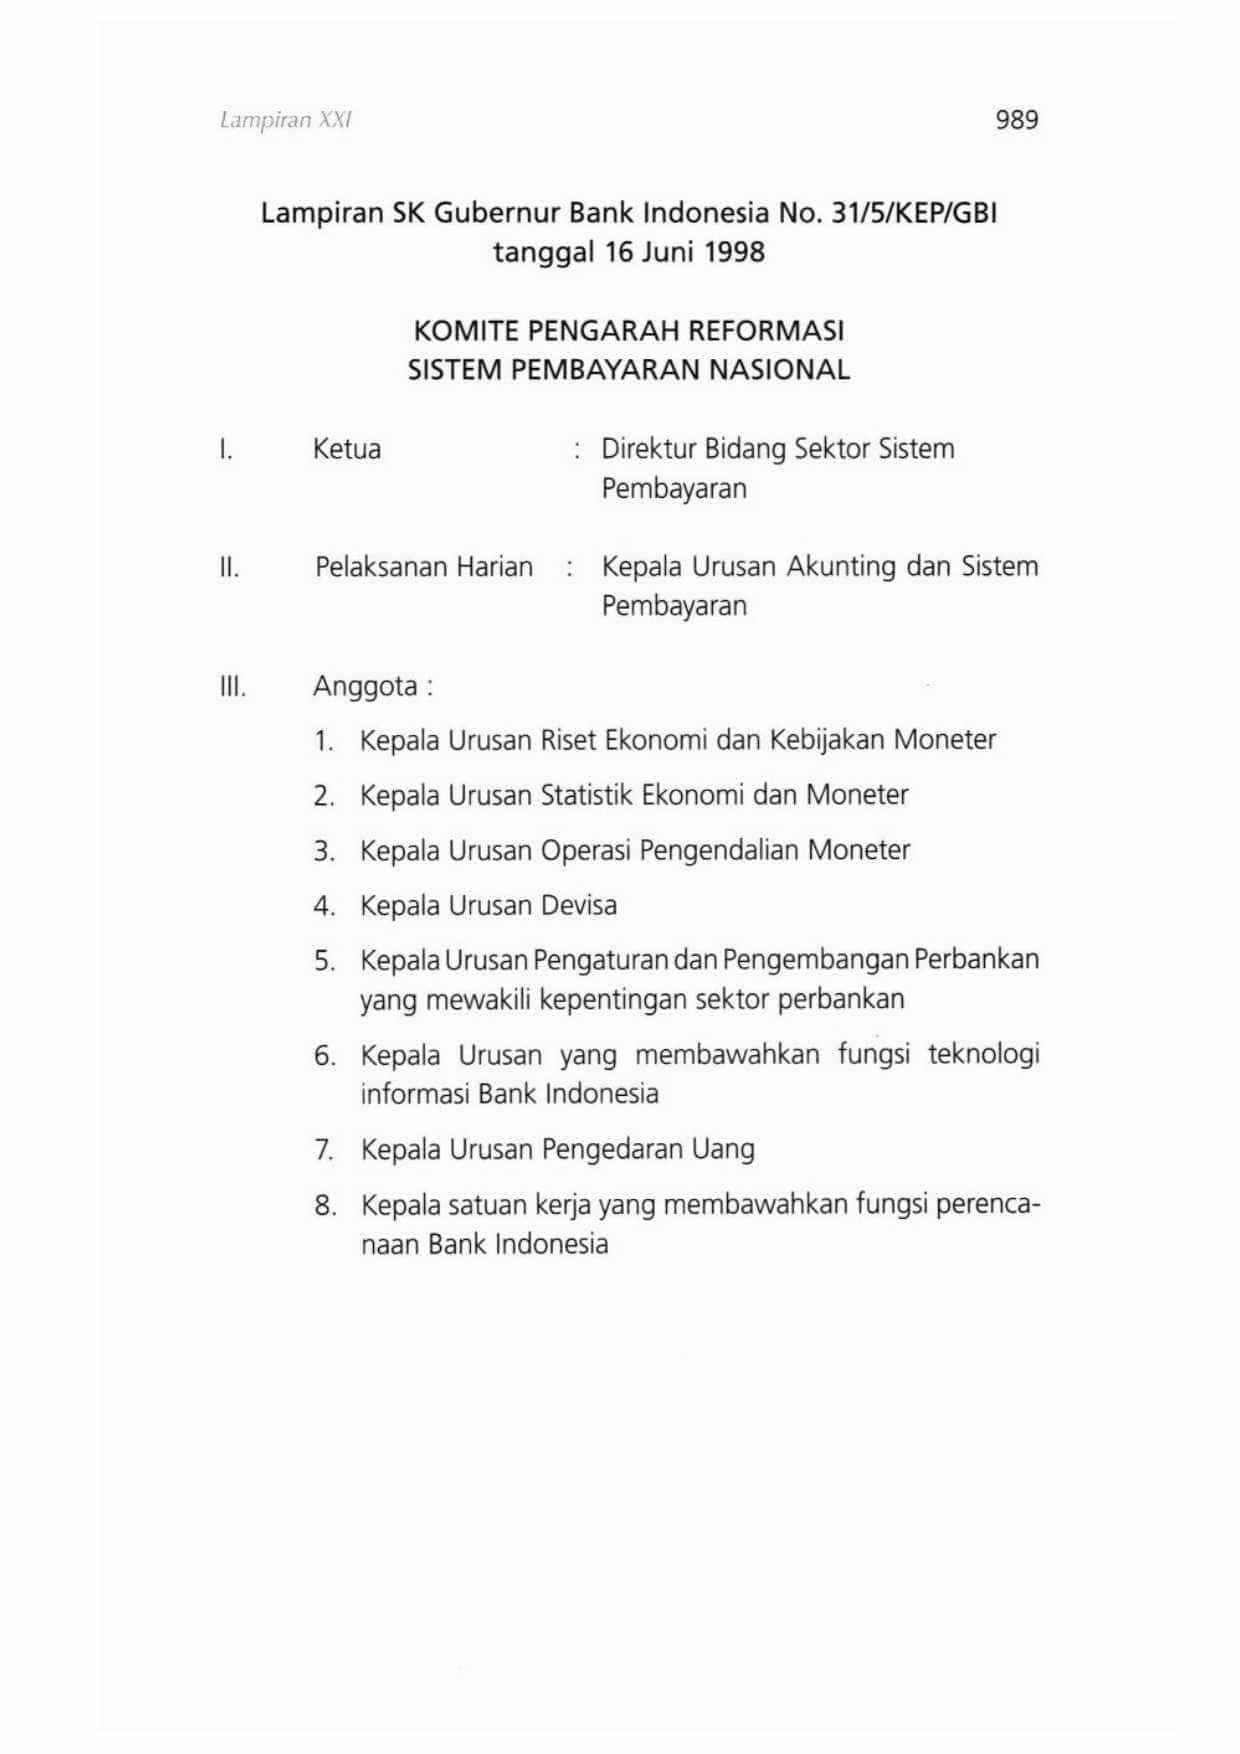 Lampiran XXI 989
Lampiran SK Gubernur Bank Indonesia No. 31/5/KEP/GBI
tanggal 16 Juni 1998
KOMITE PENGARAH REFORMASI
SISTEM PEMBAYARAN NASIONAL
I. Ketua : Direktur Bidang Sektor Sistem
Pembayaran
II. Pelaksanan Harian : Kepala Urusan Akunting dan Sistem
Pembayaran
III. Anggota :
1. Kepala Urusan Riset Ekonomi dan Kebijakan Moneter
2. Kepala Urusan Statistik Ekonomi dan Moneter
3. Kepala Urusan Operasi Pengendalian Moneter
4. Kepala Urusan Devisa
5. Kepala Urusan Pengaturan dan Pengembangan Perbankan
yang mewakili kepentingan sektor perbankan
6. Kepala Urusan yang membawahkan fungsi teknologi
informasi Bank Indonesia
7. Kepala Urusan Pengedaran Uang
8. Kepala satuan kerja yang membawahkan fungsi perenca-
naan Bank Indonesia